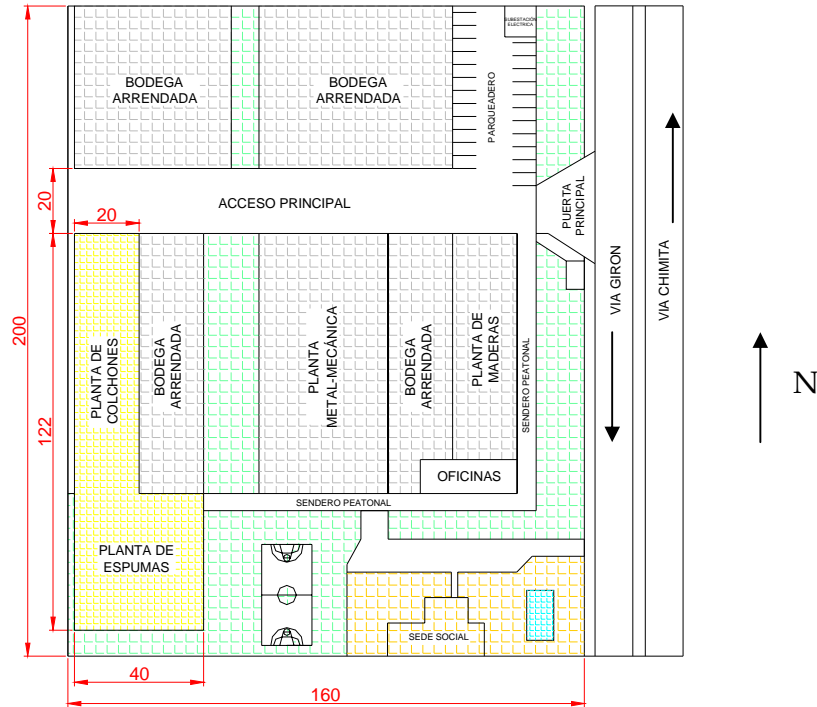 SUBESTACIÓN
ELECTRICA
BODEGA
ARRENDADA
BODEGA
ARRENDADA
PARQUEADERO
20
ACCESO PRINCIPAL
PUERTA
PRINCIPAL
20
VIA GIRON
VIA CHIMITA
200
122
PLANTA DE
COLCHONES
BODEGA
ARRENDADA
PLANTA
METAL-MECÁNICA
BODEGA
ARRENDADA
PLANTA DE
MADERAS
SENDERO PEATONAL
N
OFICINAS
SENDERO PEATONAL
PLANTA DE
ESPUMAS
SEDE SOCIAL
40
160